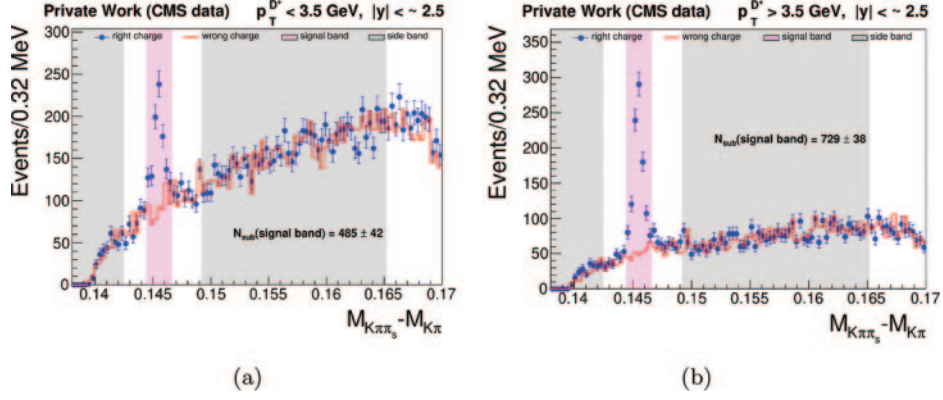 Private Work (CMS data) p_T^{D*} < 3.5 GeV, |y| < ~ 2.5
right charge wrong charge signal band side band
Events/0.32 MeV
300
250
200
150
100
50
0
N_sub(signal band) = 485 ± 42
0.14 0.145 0.15 0.155 0.16 0.165 0.17
M_{Kππ_s}-M_{Kπ}
(a)
Private Work (CMS data) p_T^{D*} > 3.5 GeV, |y| < ~ 2.5
right charge wrong charge signal band side band
Events/0.32 MeV
350
300
250
200
150
100
50
0
N_sub(signal band) = 729 ± 38
0.14 0.145 0.15 0.155 0.16 0.165 0.17
M_{Kππ_s}-M_{Kπ}
(b)